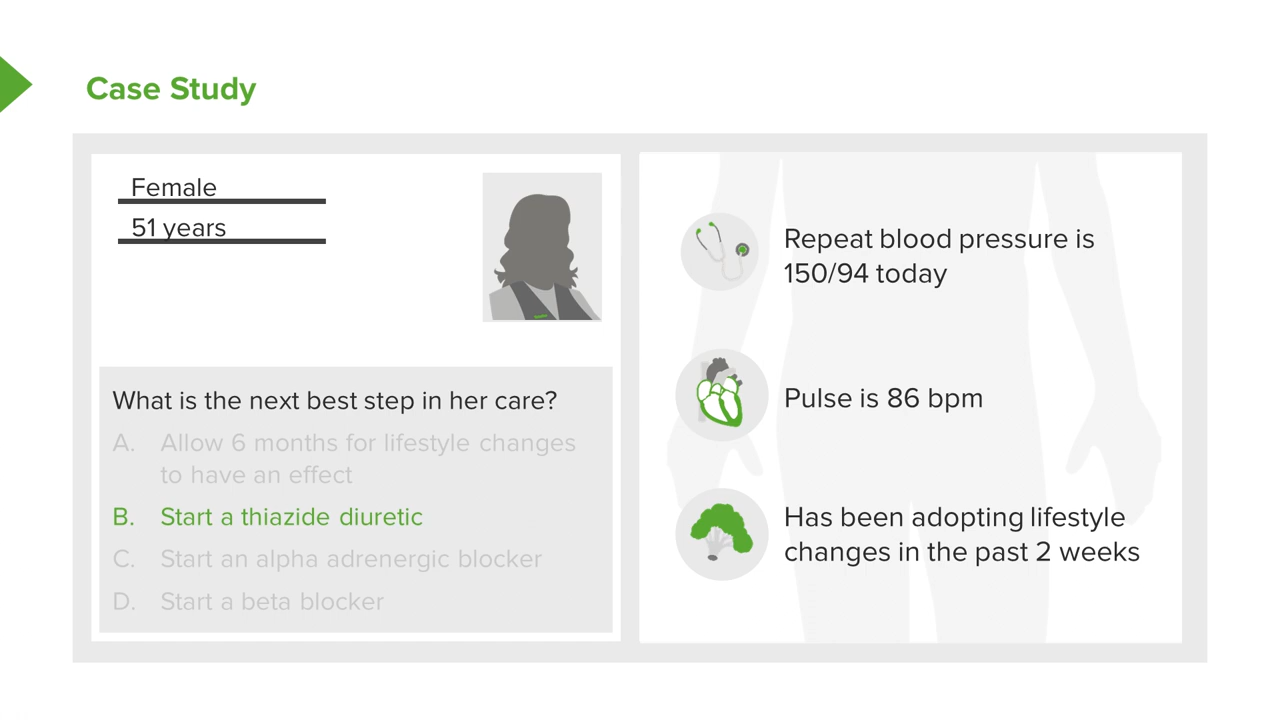 Case Study
Female
51 years
What is the next best step in her care?
A. Allow 6 months for lifestyle changes
to have an effect
B. Start a thiazide diuretic
C. Start an alpha adrenergic blocker
D. Start a beta blocker
Repeat blood pressure is
150/94 today
Pulse is 86 bpm
Has been adopting lifestyle
changes in the past 2 weeks